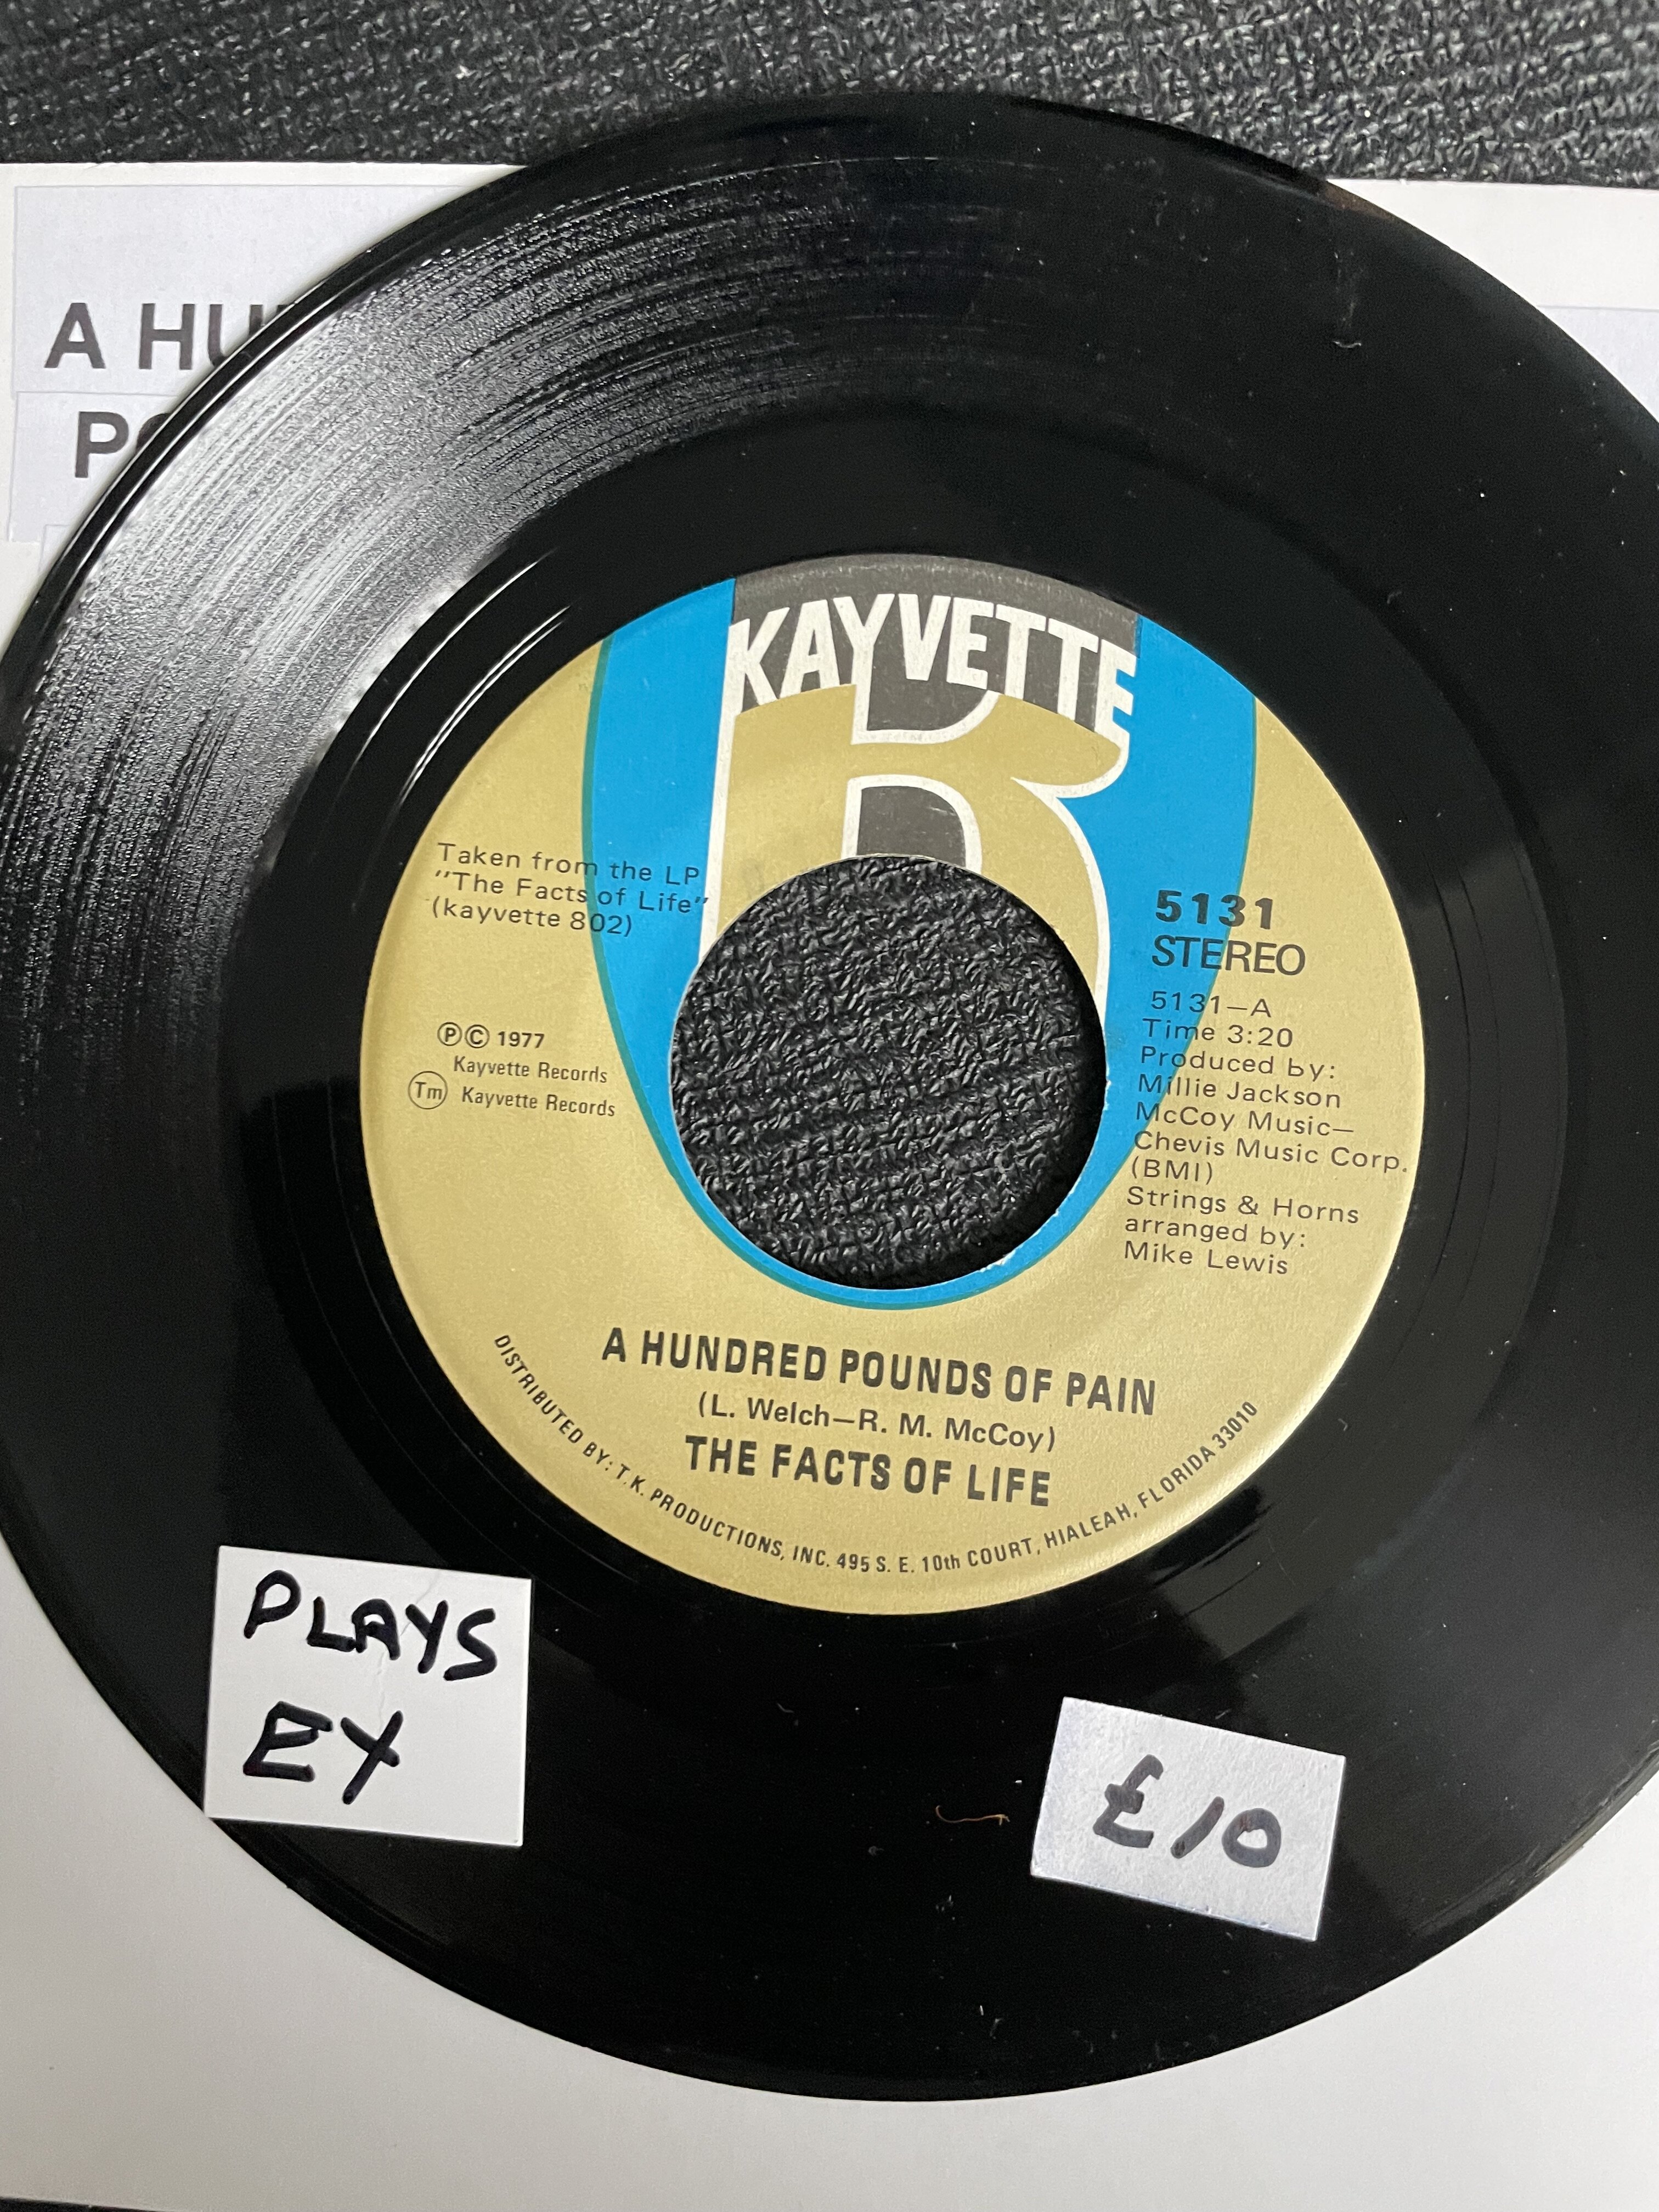 A HU
PO
KAYVETTE
Taken from the LP
"The Facts of Life"
(kayvette 802)
Ⓟ© 1977
Kayvette Records
Tm Kayvette Records
5131
STEREO
5131—A
Time 3:20
Produced by:
Millie Jackson
McCoy Music—
Chevis Music Corp.
(BMI)
Strings & Horns
arranged by:
Mike Lewis
A HUNDRED POUNDS OF PAIN
(L. Welch—R. M. McCoy)
THE FACTS OF LIFE
DISTRIBUTED BY: T.K. PRODUCTIONS, INC. 495 S. E. 10th COURT, HIALEAH, FLORIDA 33010
PLAYS
EX
£10